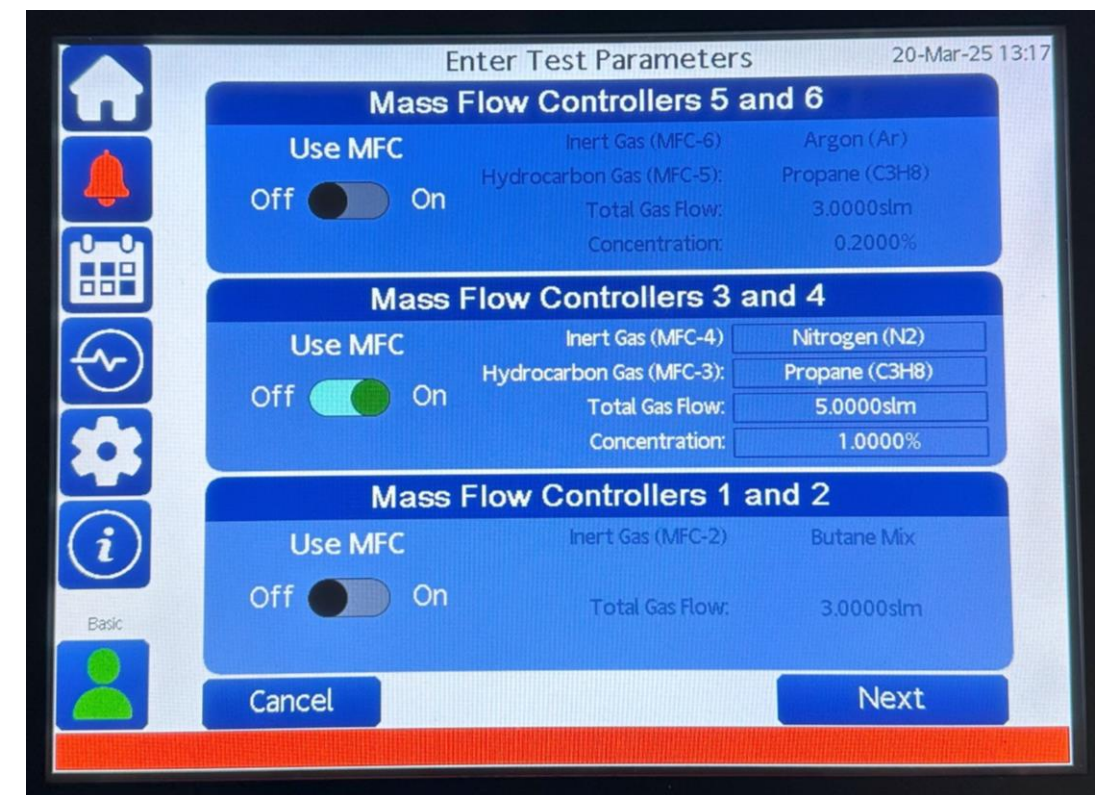 Enter Test Parameters 20-Mar-25 13:17
Mass Flow Controllers 5 and 6
Use MFC
Off On
Inert Gas (MFC-6) Argon (Ar)
Hydrocarbon Gas (MFC-5): Propane (C3H8)
Total Gas Flow: 3.0000slm
Concentration: 0.2000%
Mass Flow Controllers 3 and 4
Use MFC
Off On
Inert Gas (MFC-4) Nitrogen (N2)
Hydrocarbon Gas (MFC-3): Propane (C3H8)
Total Gas Flow: 5.0000slm
Concentration: 1.0000%
Mass Flow Controllers 1 and 2
Use MFC
Off On
Inert Gas (MFC-2) Butane Mix
Total Gas Flow: 3.0000slm
i
Basic
Cancel Next